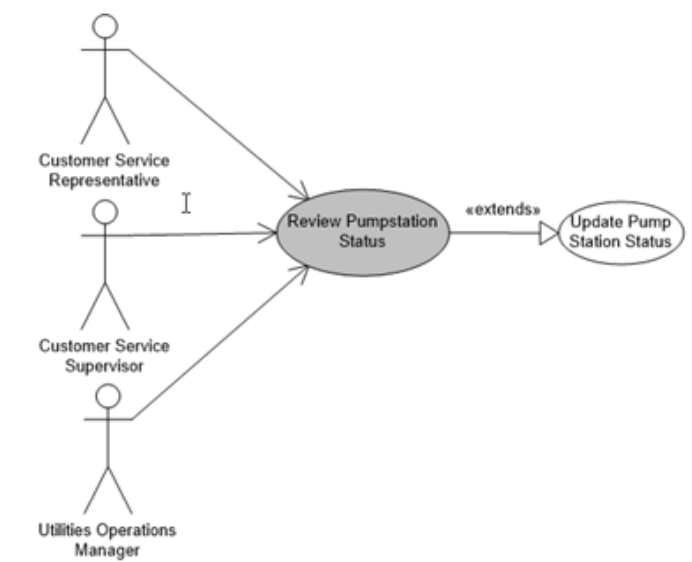 Customer Service
Representative
Review Pumpstation
Status
«extends»
Update Pump
Station Status
Customer Service
Supervisor
Utilities Operations
Manager